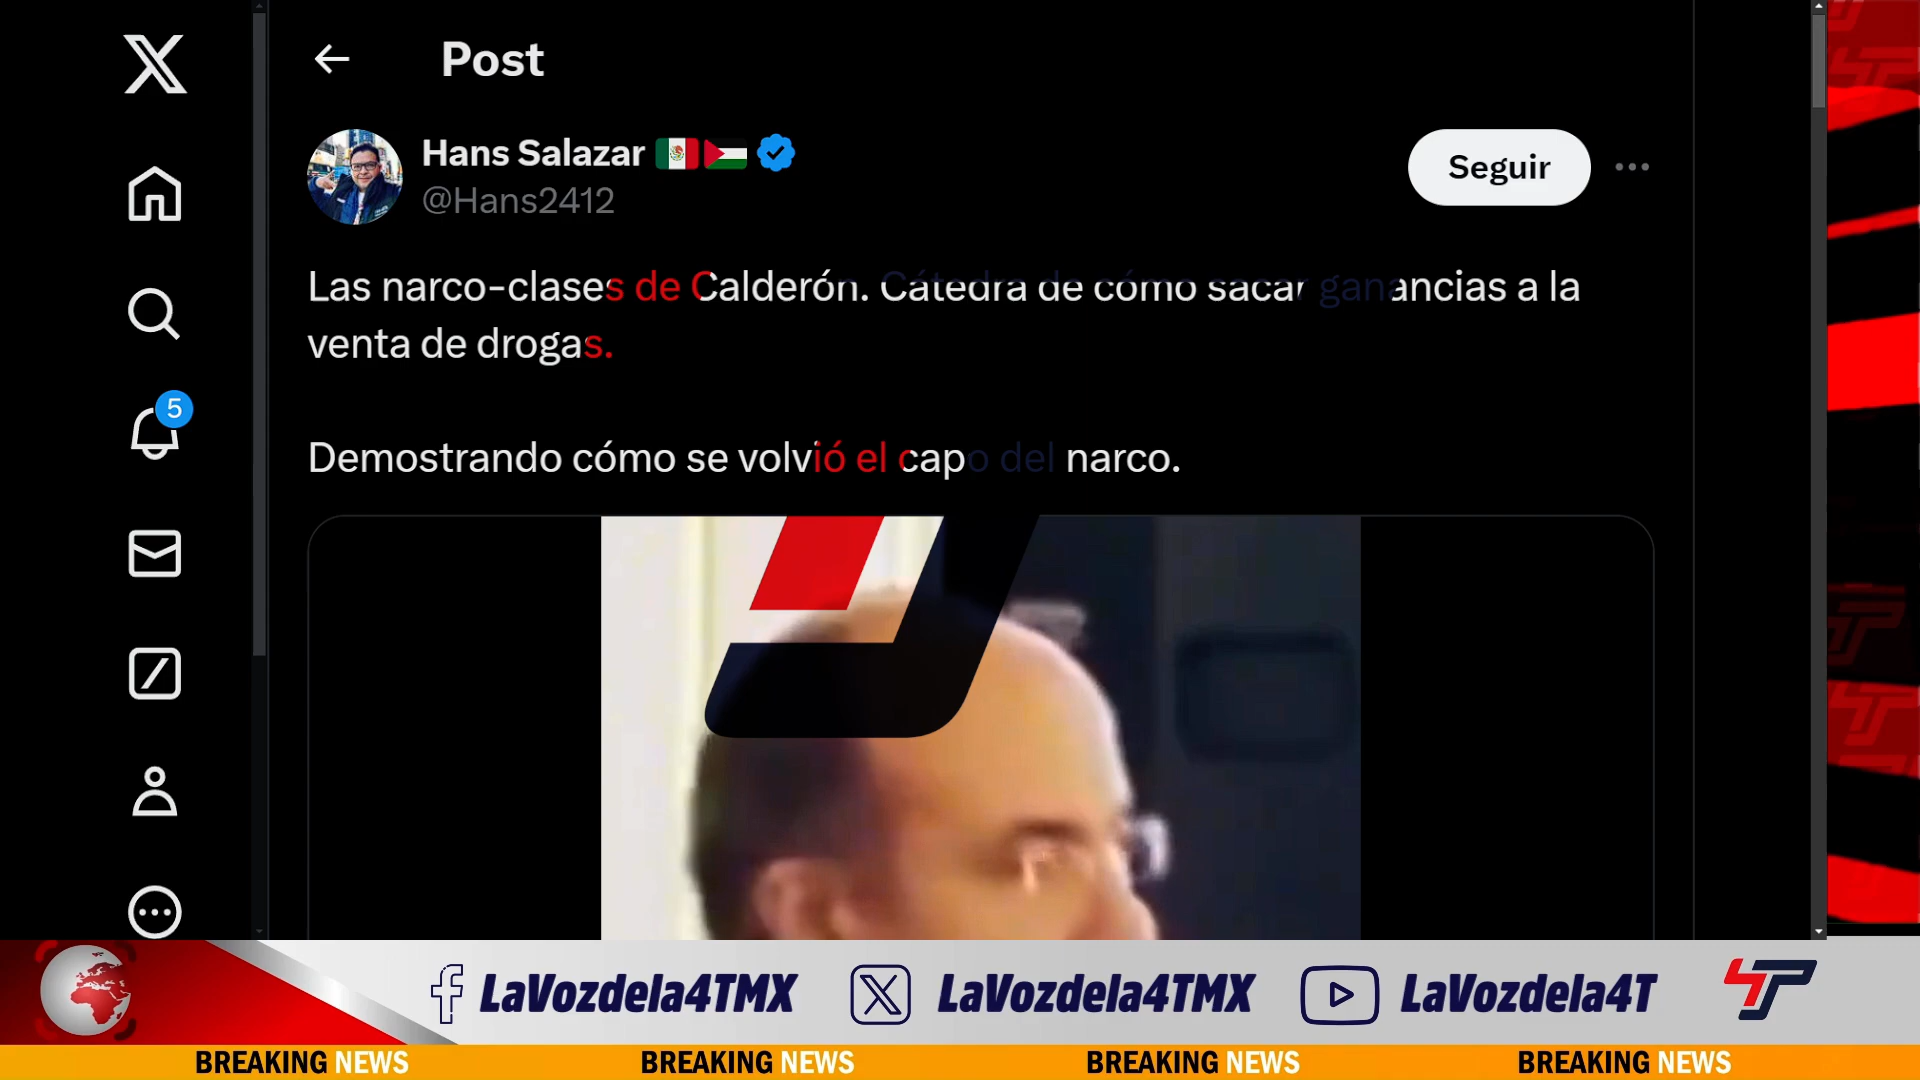 Post
Hans Salazar
@Hans2412
Seguir
Las narco-clases de Calderón. Cátedra de cómo sacar ganancias a la
venta de drogas.
Demostrando cómo se volvió el capo del narco.
5
LaVozdela4TMX LaVozdela4TMX LaVozdela4T
BREAKING NEWS BREAKING NEWS BREAKING NEWS BREAKING NEWS